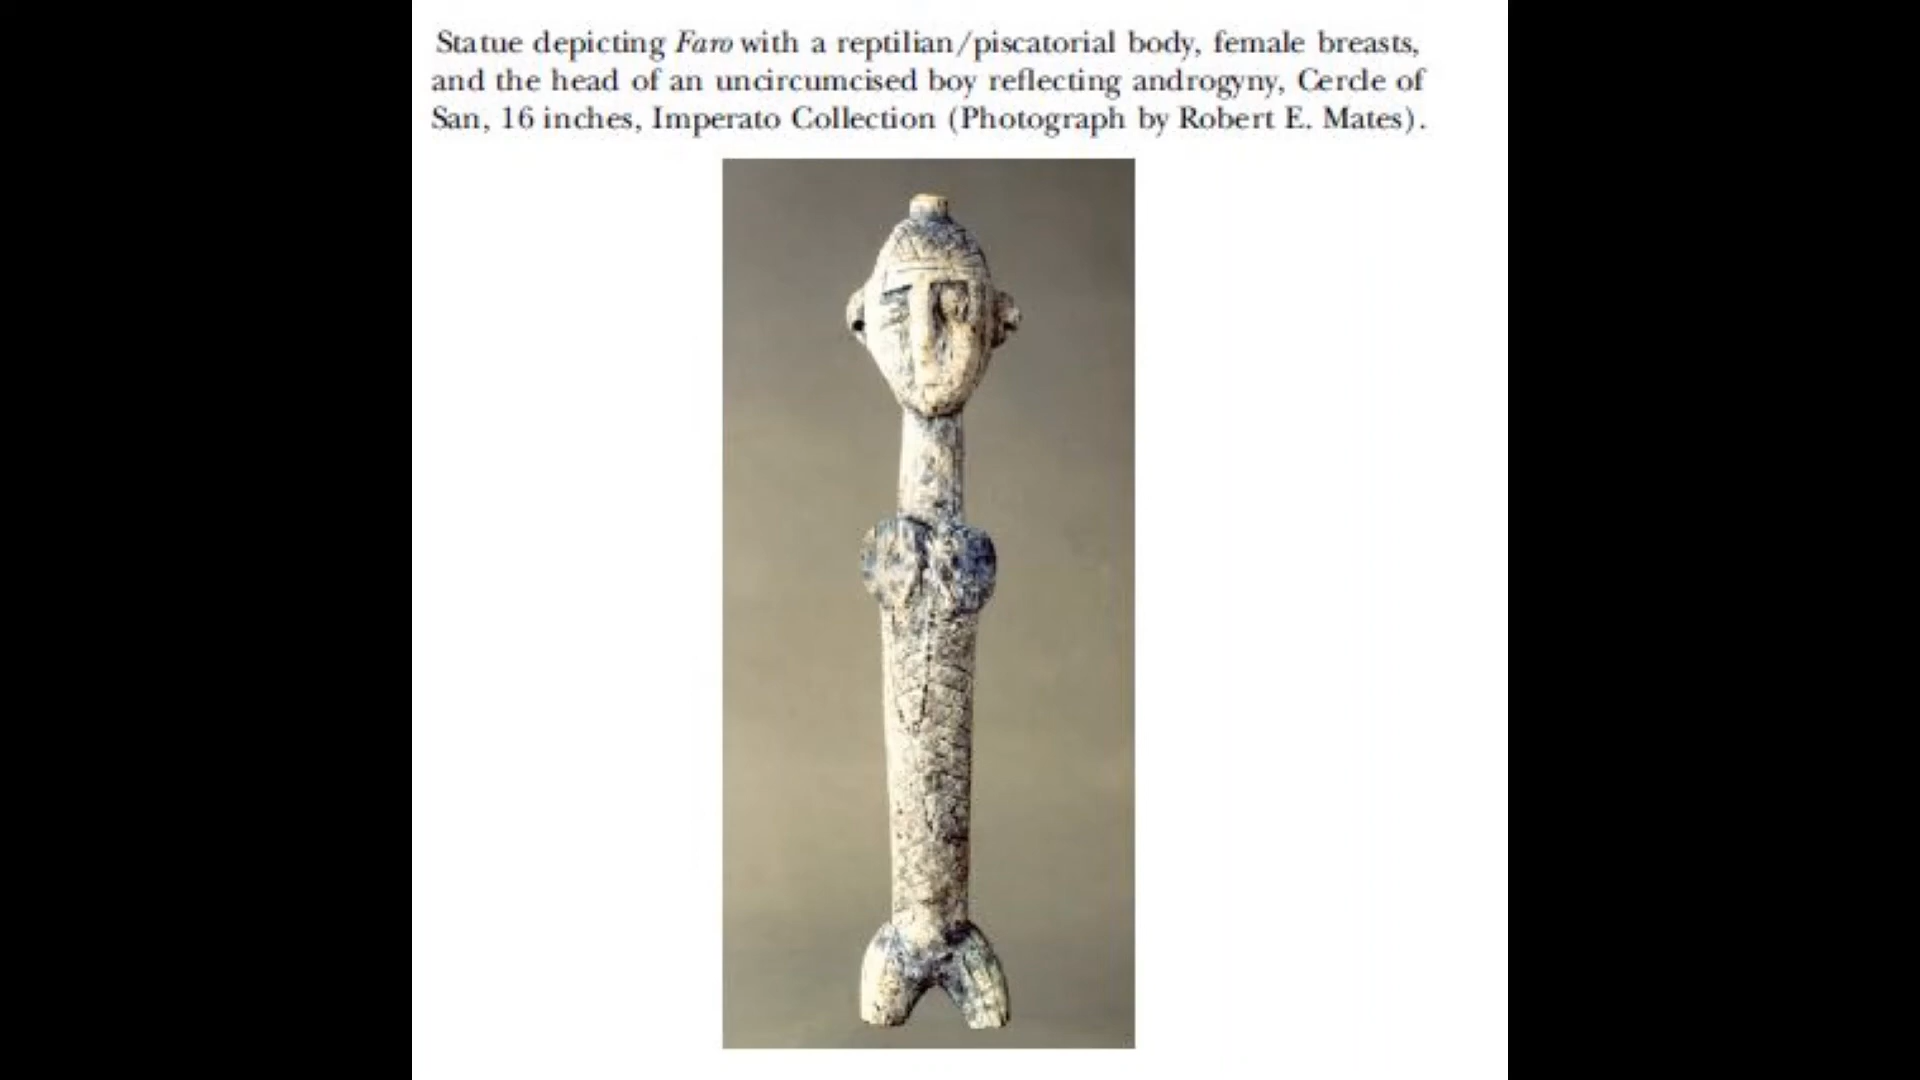 Statue depicting Faro with a reptilian/piscatorial body, female breasts,
and the head of an uncircumcised boy reflecting androgyny, Cercle of
San, 16 inches, Imperato Collection (Photograph by Robert E. Mates).